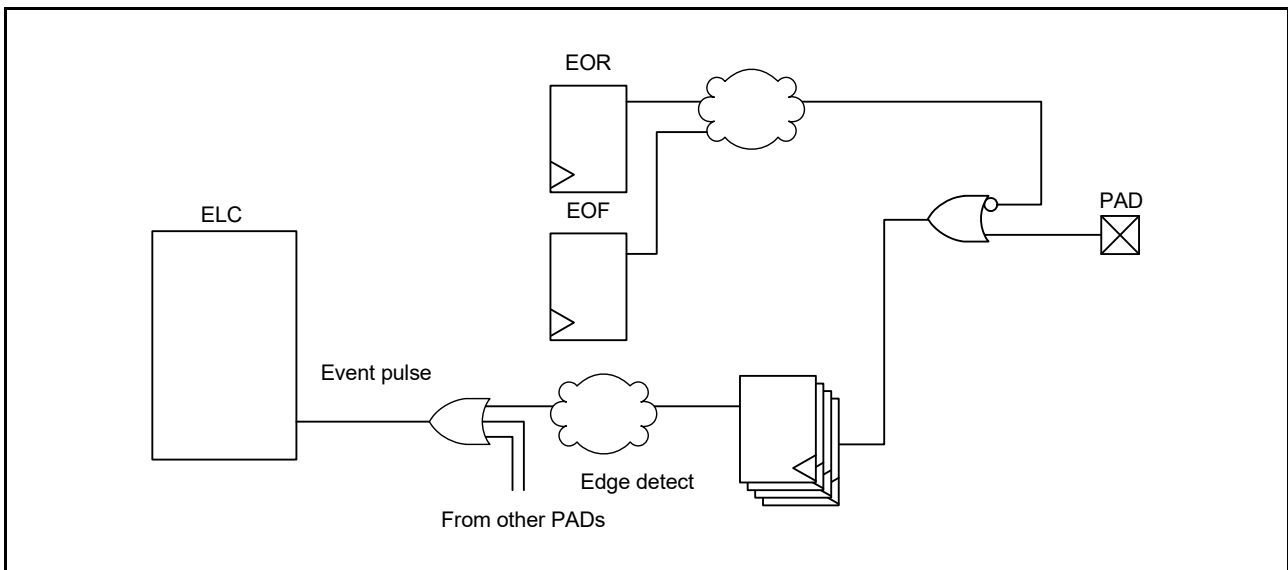 EOR
PAD
ELC
EOF
Event pulse
Edge detect
From other PADs